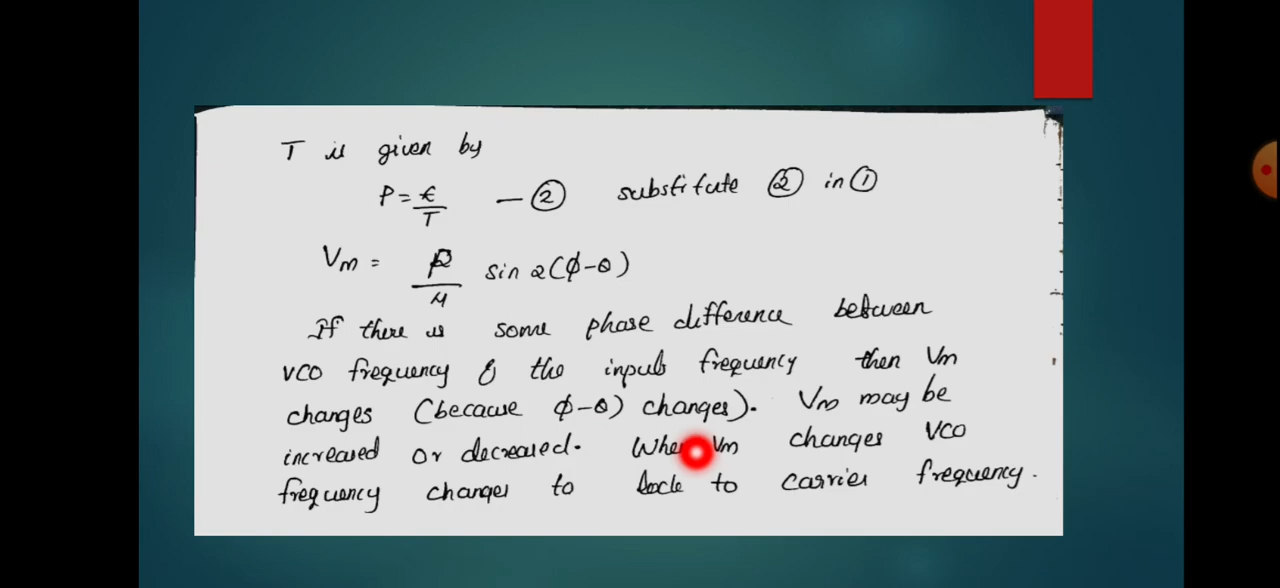 T is given by
P = ε/T — ② substitute ② in ①
Vm = P/4 sin 2(ϕ-θ)
If there is some phase difference between
VCO frequency & the input frequency then Vm
changes (because ϕ-θ) changes). Vm may be
increased or decreased. When Vm changes VCO
frequency changes to lock to carrier frequency.